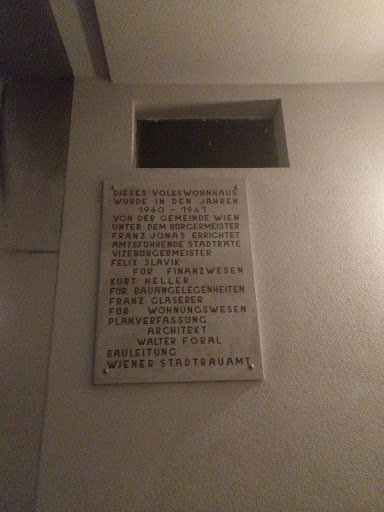 DIESES VOLKSWOHNHAUS
WURDE IN DEN JAHREN
1960 - 1961
VON DER GEMEINDE WIEN
UNTER DEM BÜRGERMEISTER
FRANZ JONAS ERRICHTET
AMTSFÜHRENDE STADTRÄTE
VIZEBÜRGERMEISTER
FELIX SLAVIK
FÜR FINANZWESEN
KURT HELLER
FÜR BAUANGELEGENHEITEN
FRANZ GLASERER
FÜR WOHNUNGSWESEN
PLANVERFASSUNG
ARCHITEKT
WALTER FORAL
BAULEITUNG
WIENER STADTBAUAMT